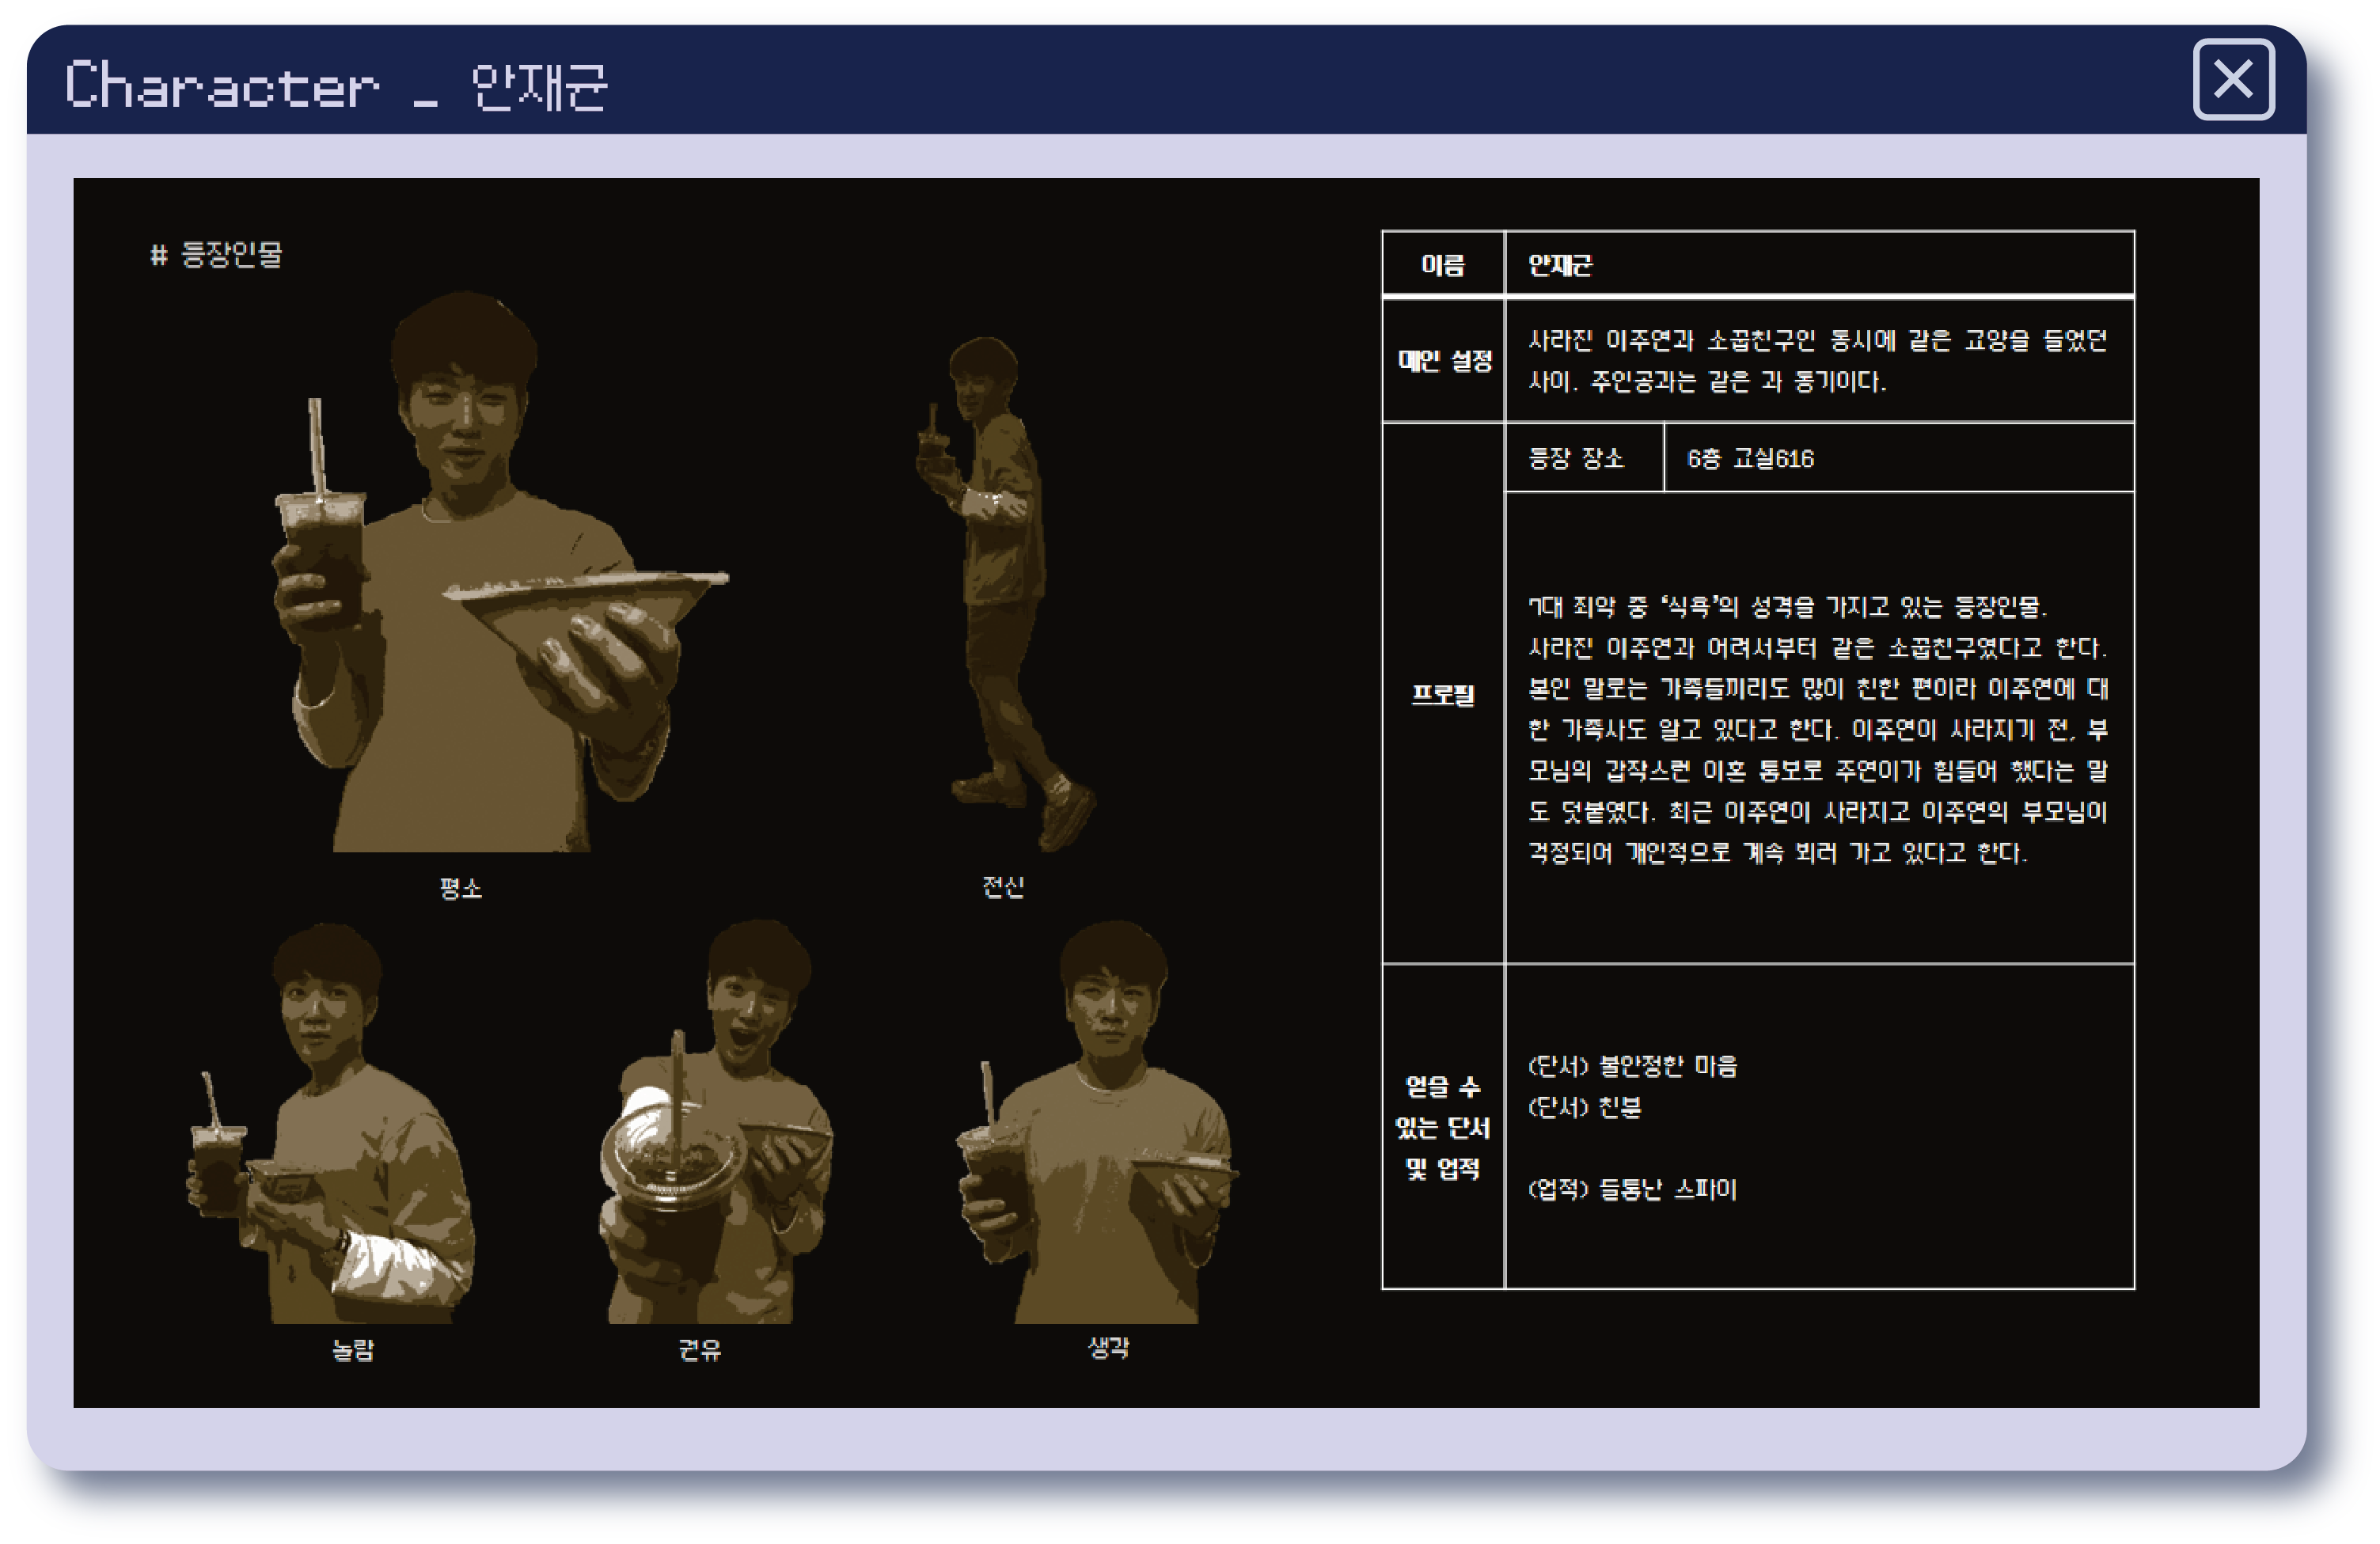 Character _ 안재균
# 등장인물
평소
전신
놀람
권유
생각
이름
안재균
메인 설정
사라진 이주연과 소꿉친구인 동시에 같은 교양을 들었던
사이. 주인공과는 같은 과 동기이다.
프로필
등장 장소
6층 교실616
7대 죄악 중 ‘식욕’의 성격을 가지고 있는 등장인물.
사라진 이주연과 어려서부터 같은 소꿉친구였다고 한다.
본인 말로는 가족들끼리도 많이 친한 편이라 이주연에 대
한 가족사도 알고 있다고 한다. 이주연이 사라지기 전, 부
모님의 갑작스런 이혼 통보로 주연이가 힘들어 했다는 말
도 덧붙였다. 최근 이주연이 사라지고 이주연의 부모님이
걱정되어 개인적으로 계속 뵈러 가고 있다고 한다.
얻을 수
있는 단서
및 업적
(단서) 불안정한 마음
(단서) 친분
(업적) 들통난 스파이